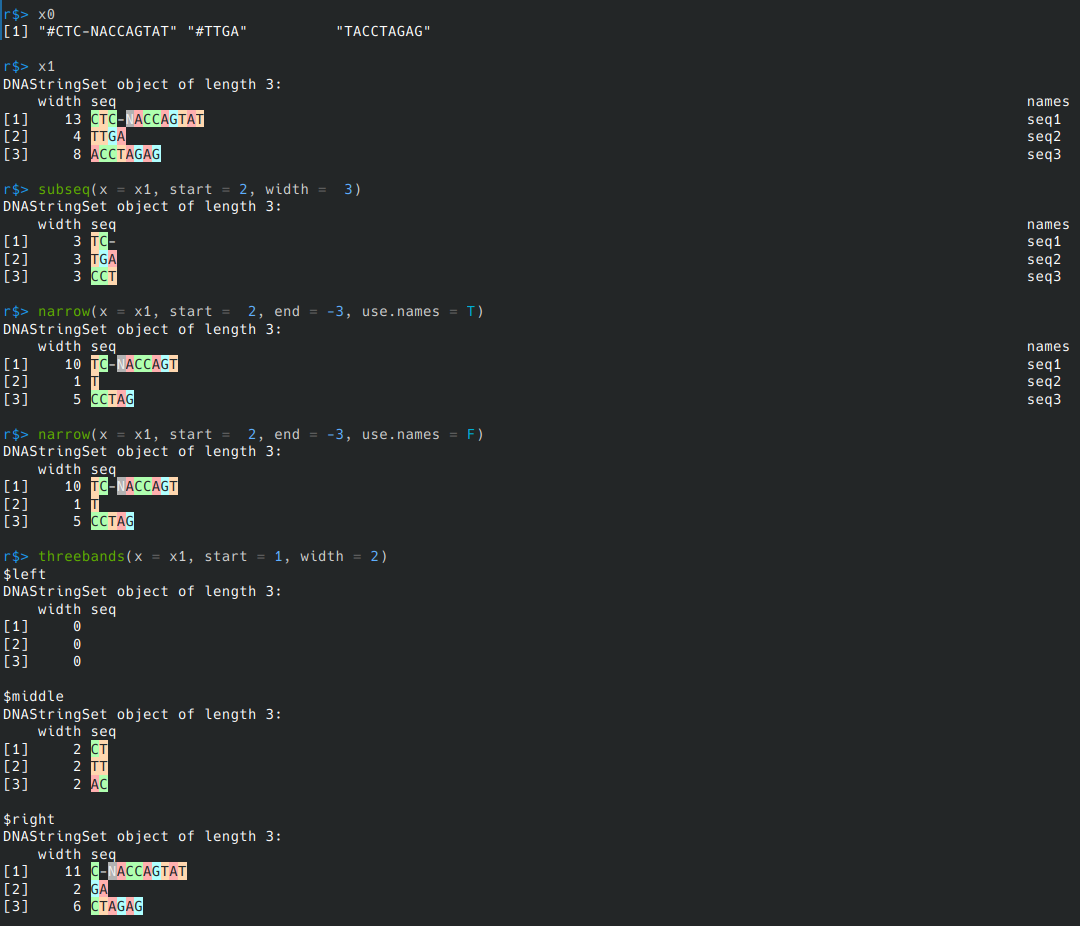 r$> x0
[1] "#CTC-NACCAGTAT" "#TTGA"          "TACCTAGAG"

r$> x1
DNAStringSet object of length 3:
    width seq                                                                                                         names
[1]    13 CTC-NACCAGTAT                                                                                               seq1
[2]     4 TTGA                                                                                                        seq2
[3]     8 ACCTAGAG                                                                                                    seq3

r$> subseq(x = x1, start = 2, width =  3)
DNAStringSet object of length 3:
    width seq                                                                                                         names
[1]     3 TC-                                                                                                         seq1
[2]     3 TGA                                                                                                         seq2
[3]     3 CCT                                                                                                         seq3

r$> narrow(x = x1, start =  2, end = -3, use.names = T)
DNAStringSet object of length 3:
    width seq                                                                                                         names
[1]    10 TC-NACCAGT                                                                                                  seq1
[2]     1 T                                                                                                           seq2
[3]     5 CCTAG                                                                                                       seq3

r$> narrow(x = x1, start =  2, end = -3, use.names = F)
DNAStringSet object of length 3:
    width seq
[1]    10 TC-NACCAGT
[2]     1 T
[3]     5 CCTAG

r$> threebands(x = x1, start = 1, width = 2)
$left
DNAStringSet object of length 3:
    width seq
[1]     0
[2]     0
[3]     0

$middle
DNAStringSet object of length 3:
    width seq
[1]     2 CT
[2]     2 TT
[3]     2 AC

$right
DNAStringSet object of length 3:
    width seq
[1]    11 C-NACCAGTAT
[2]     2 GA
[3]     6 CTAGAG